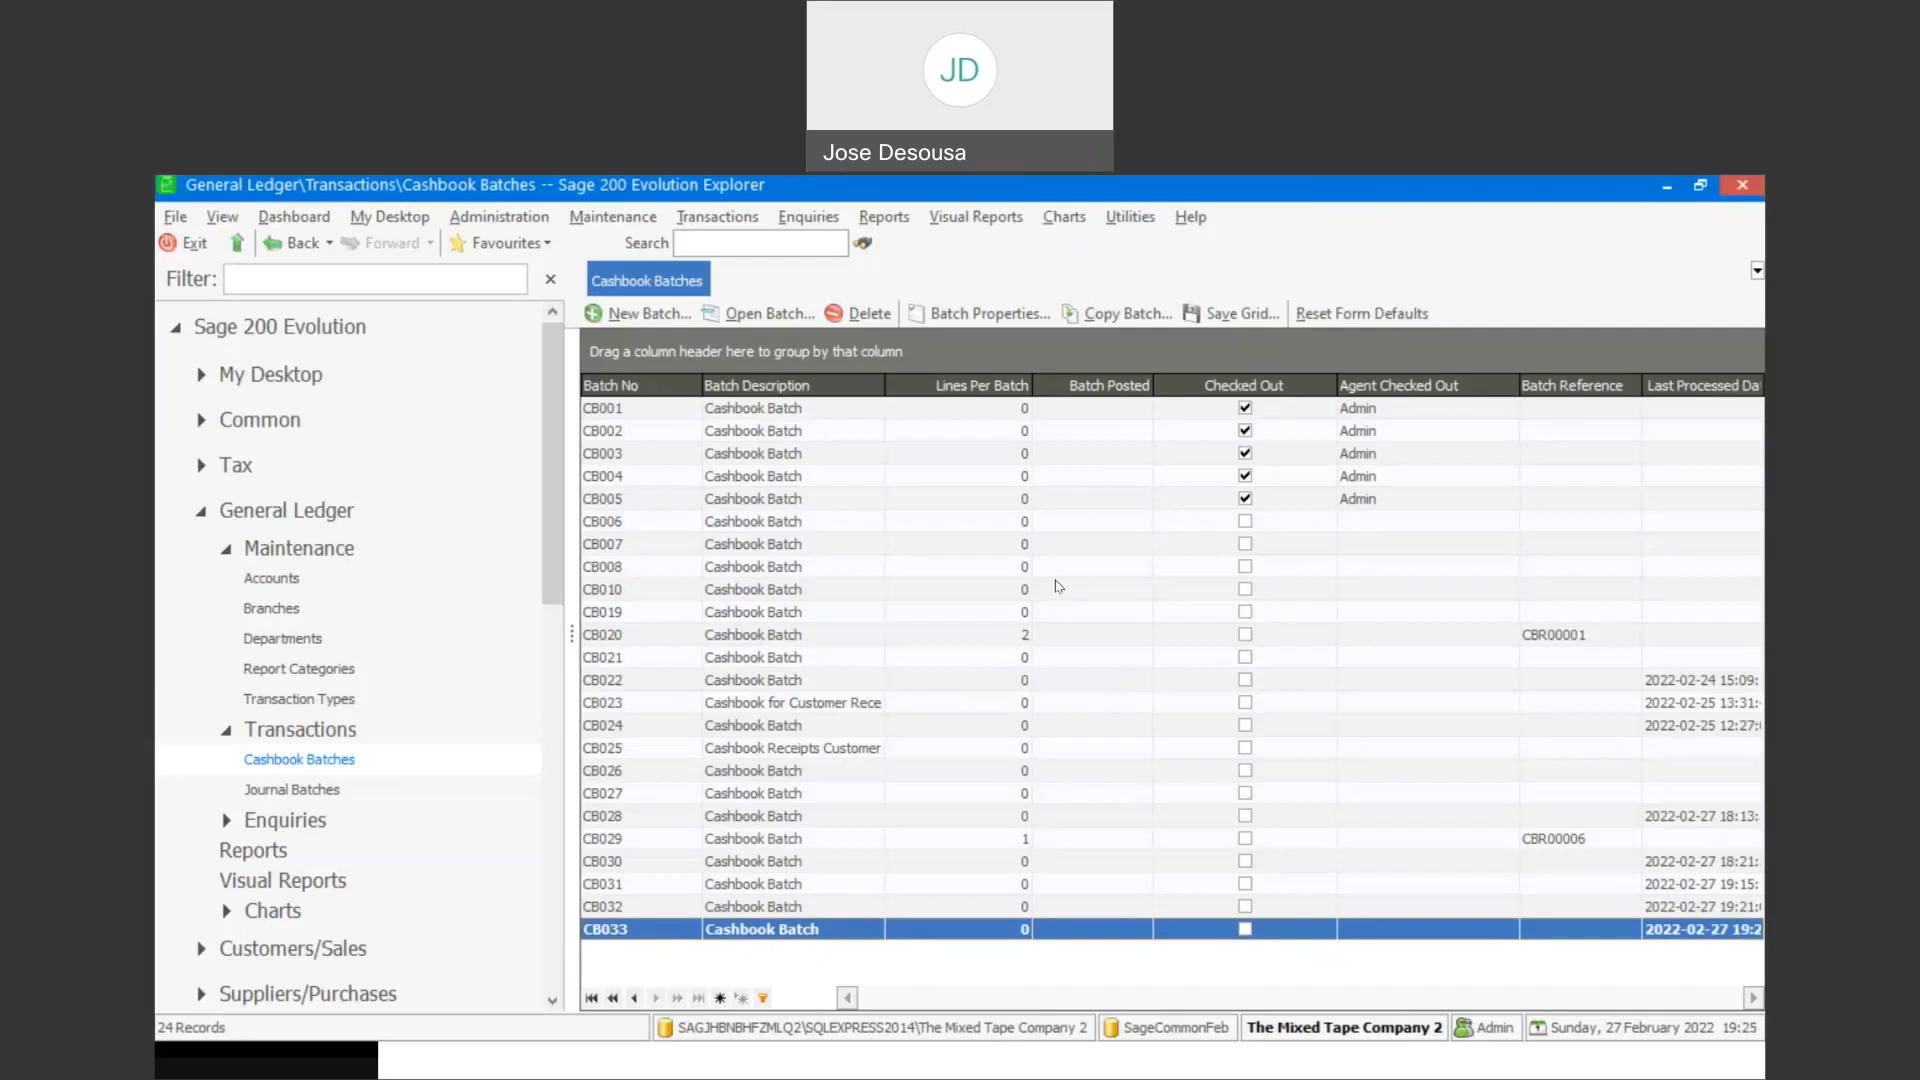 JD
Jose Desousa
General Ledger\Transactions\Cashbook Batches -- Sage 200 Evolution Explorer
File View Dashboard My Desktop Administration Maintenance Transactions Enquiries Reports Visual Reports Charts Utilities Help
Exit Back Forward Favourites Search
Filter:
Cashbook Batches
New Batch... Open Batch... Delete Batch Properties... Copy Batch... Save Grid... Reset Form Defaults
Sage 200 Evolution
My Desktop
Common
Tax
General Ledger
Maintenance
Accounts
Branches
Departments
Report Categories
Transaction Types
Transactions
Cashbook Batches
Journal Batches
Enquiries
Reports
Visual Reports
Charts
Customers/Sales
Suppliers/Purchases
Drag a column header here to group by that column
Batch No Batch Description Lines Per Batch Batch Posted Checked Out Agent Checked Out Batch Reference Last Processed Da
CB001 Cashbook Batch 0 Admin
CB002 Cashbook Batch 0 Admin
CB003 Cashbook Batch 0 Admin
CB004 Cashbook Batch 0 Admin
CB005 Cashbook Batch 0 Admin
CB006 Cashbook Batch 0
CB007 Cashbook Batch 0
CB008 Cashbook Batch 0
CB010 Cashbook Batch 0
CB019 Cashbook Batch 0
CB020 Cashbook Batch 2 CBR00001
CB021 Cashbook Batch 0
CB022 Cashbook Batch 0 2022-02-24 15:09:
CB023 Cashbook for Customer Rece 0 2022-02-25 13:31:
CB024 Cashbook Batch 0 2022-02-25 12:27:
CB025 Cashbook Receipts Customer 0
CB026 Cashbook Batch 0
CB027 Cashbook Batch 0
CB028 Cashbook Batch 0 2022-02-27 18:13:
CB029 Cashbook Batch 1 CBR00006
CB030 Cashbook Batch 0 2022-02-27 18:21:
CB031 Cashbook Batch 0 2022-02-27 19:15:
CB032 Cashbook Batch 0 2022-02-27 19:21:
CB033 Cashbook Batch 0 2022-02-27 19:2
24 Records SAGJHBNBHFZMLQ2\SQLEXPRESS2014\The Mixed Tape Company 2 SageCommonFeb The Mixed Tape Company 2 Admin Sunday, 27 February 2022 19:25